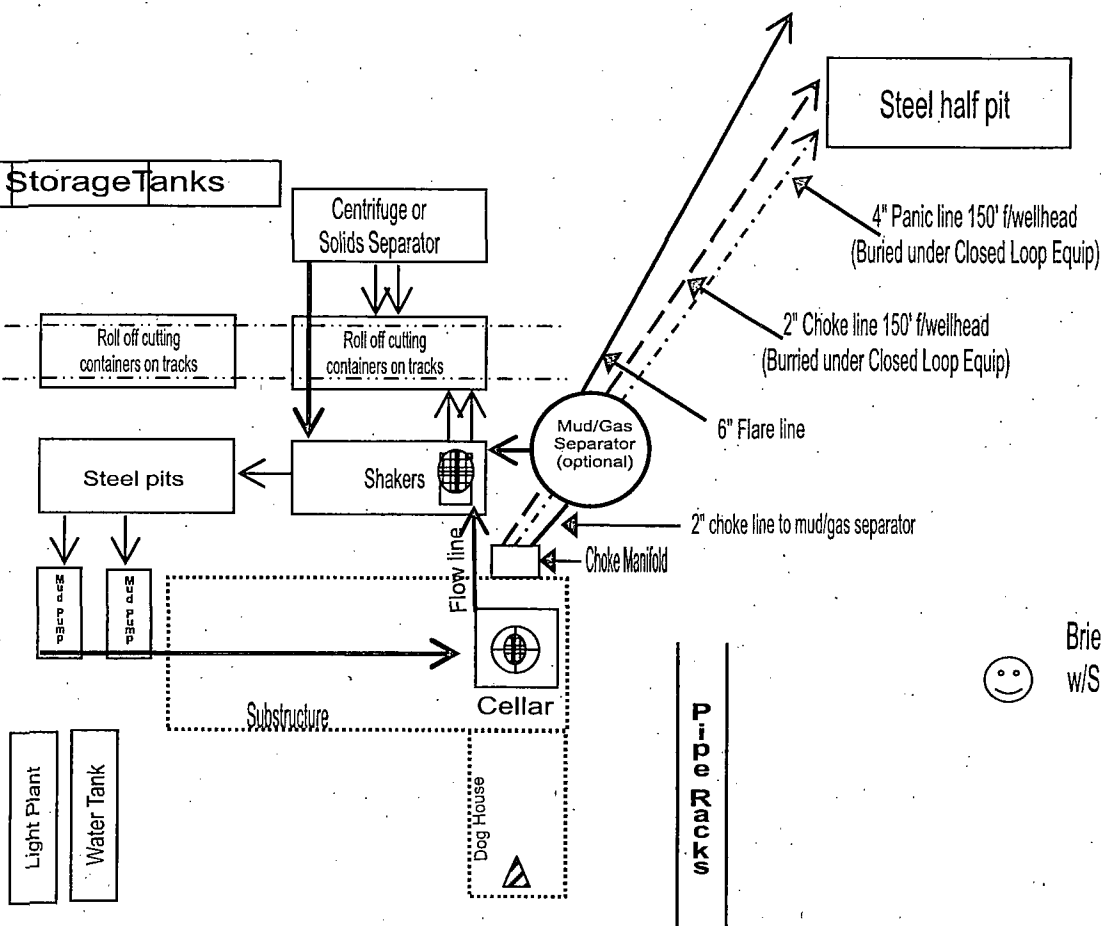 Steel half pit
StorageTanks
Centrifuge or
Solids Separator
4" Panic line 150' f/wellhead
(Buried under Closed Loop Equip)
Roll off cutting
containers on tracks
Roll off cutting
containers on tracks
2" Choke line 150' f/wellhead
(Burried under Closed Loop Equip)
6" Flare line
Mud/Gas
Separator
(optional)
Steel pits
Shakers
2" choke line to mud/gas separator
Flow line
Choke Manifold
Mud Pump
Mud Pump
Brie
w/S
Cellar
Substructure
Pipe Racks
Light Plant
Water Tank
Dog House